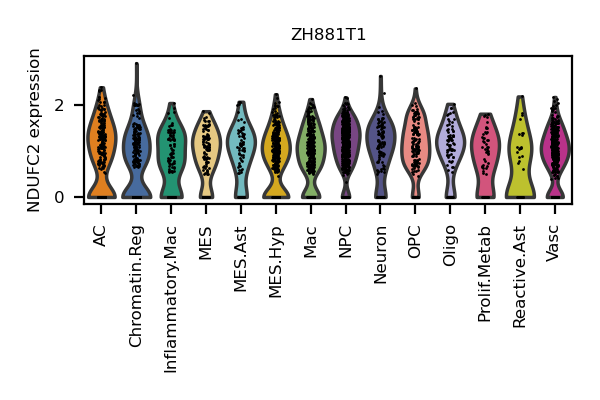 ZH881T1
NDUFC2 expression
2
0
AC
Chromatin.Reg
Inflammatory.Mac
MES
MES.Ast
MES.Hyp
Mac
NPC
Neuron
OPC
Oligo
Prolif.Metab
Reactive.Ast
Vasc